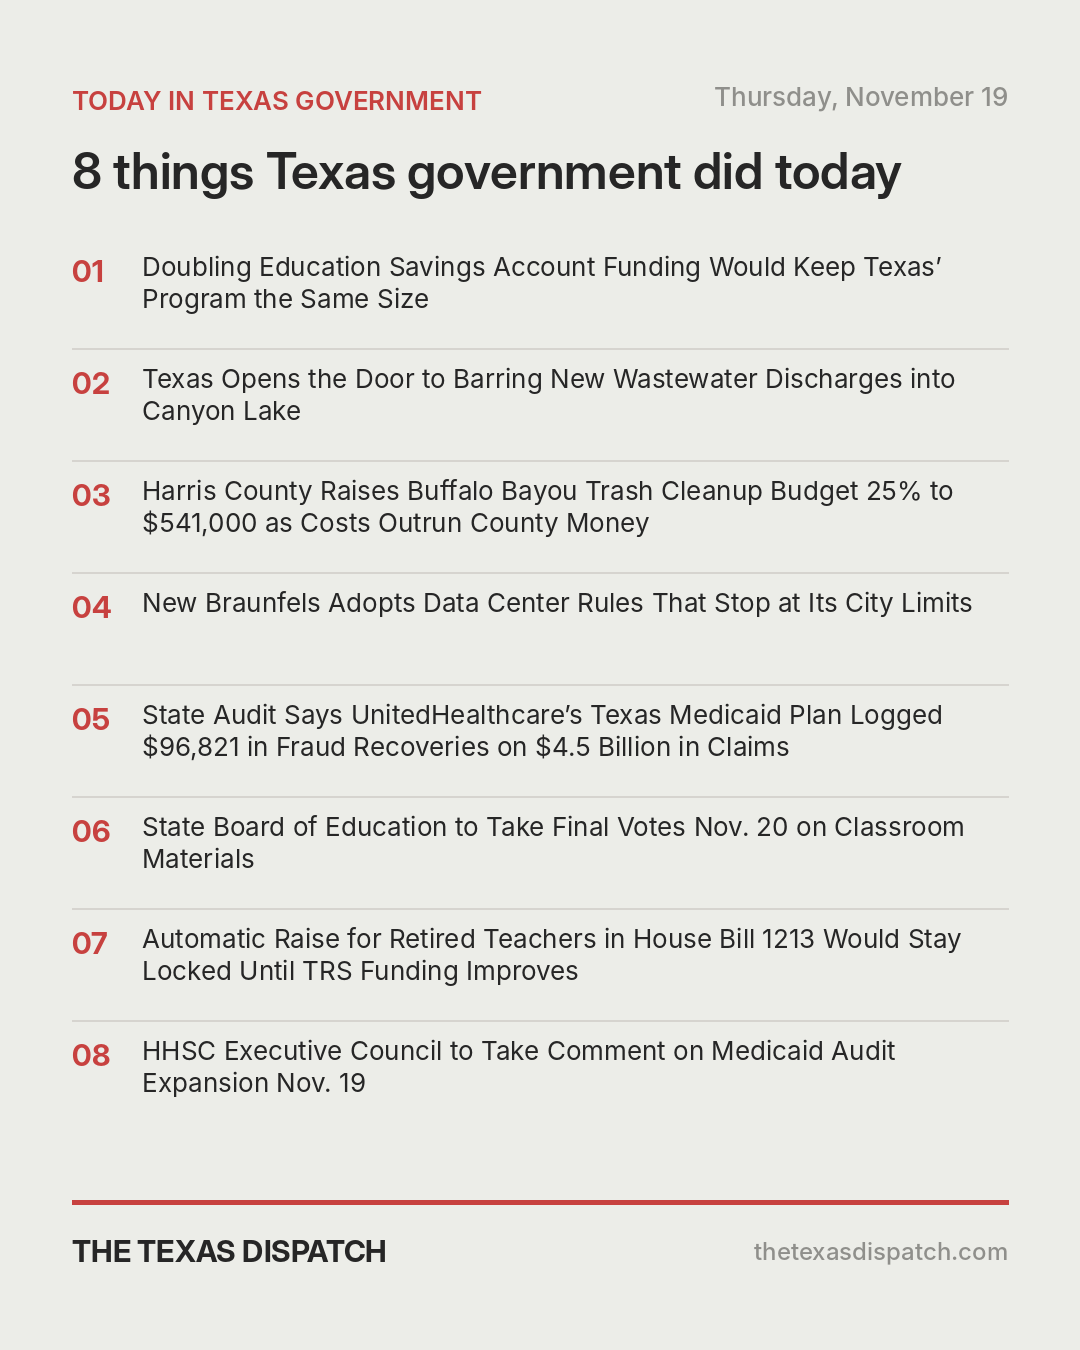 TODAY IN TEXAS GOVERNMENT
Thursday, November 19
8 things Texas government did today
01
Doubling Education Savings Account Funding Would Keep Texas’
Program the Same Size
02
Texas Opens the Door to Barring New Wastewater Discharges into
Canyon Lake
03
Harris County Raises Buffalo Bayou Trash Cleanup Budget 25% to
$541,000 as Costs Outrun County Money
04
New Braunfels Adopts Data Center Rules That Stop at Its City Limits
05
State Audit Says UnitedHealthcare’s Texas Medicaid Plan Logged
$96,821 in Fraud Recoveries on $4.5 Billion in Claims
06
State Board of Education to Take Final Votes Nov. 20 on Classroom
Materials
07
Automatic Raise for Retired Teachers in House Bill 1213 Would Stay
Locked Until TRS Funding Improves
08
HHSC Executive Council to Take Comment on Medicaid Audit
Expansion Nov. 19
THE TEXAS DISPATCH
thetexasdispatch.com